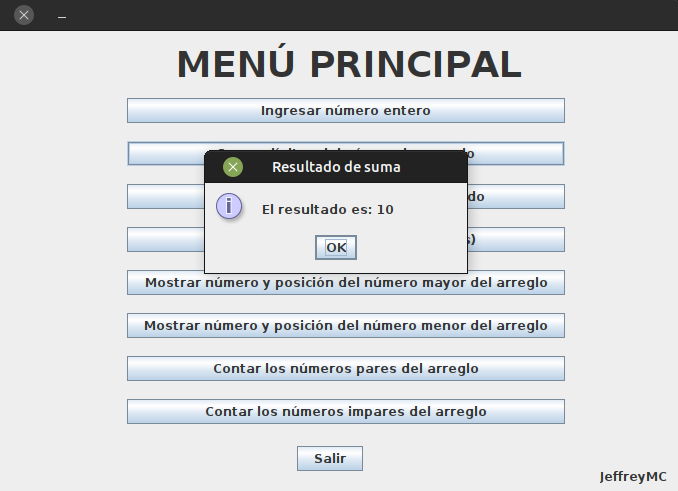 MENÚ PRINCIPAL
Ingresar número entero
Resultado de suma
El resultado es: 10
OK
Mostrar número y posición del número mayor del arreglo
Mostrar número y posición del número menor del arreglo
Contar los números pares del arreglo
Contar los números impares del arreglo
Salir
JeffreyMC